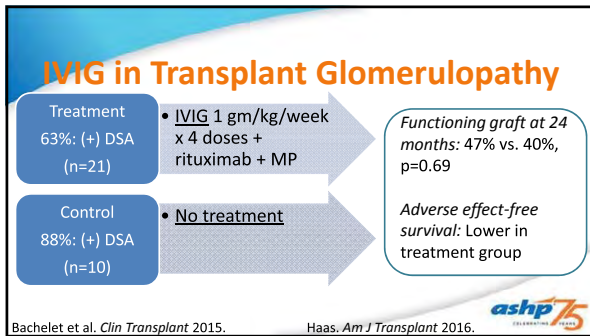 IVIG in Transplant Glomerulopathy
Treatment
63%: (+) DSA
(n=21)
• IVIG 1 gm/kg/week
x 4 doses +
rituximab + MP
Control
88%: (+) DSA
(n=10)
• No treatment
Functioning graft at 24
months: 47% vs. 40%,
p=0.69
Adverse effect-free
survival: Lower in
treatment group
Bachelet et al. Clin Transplant 2015.
Haas. Am J Transplant 2016.
ashp 75
CELEBRATING YEARS